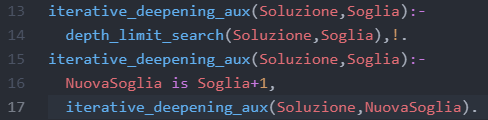 13 iterative_deepening_aux(Soluzione,Soglia):-
14 depth_limit_search(Soluzione,Soglia),!.
15 iterative_deepening_aux(Soluzione,Soglia):-
16 NuovaSoglia is Soglia+1,
17 iterative_deepening_aux(Soluzione,NuovaSoglia).